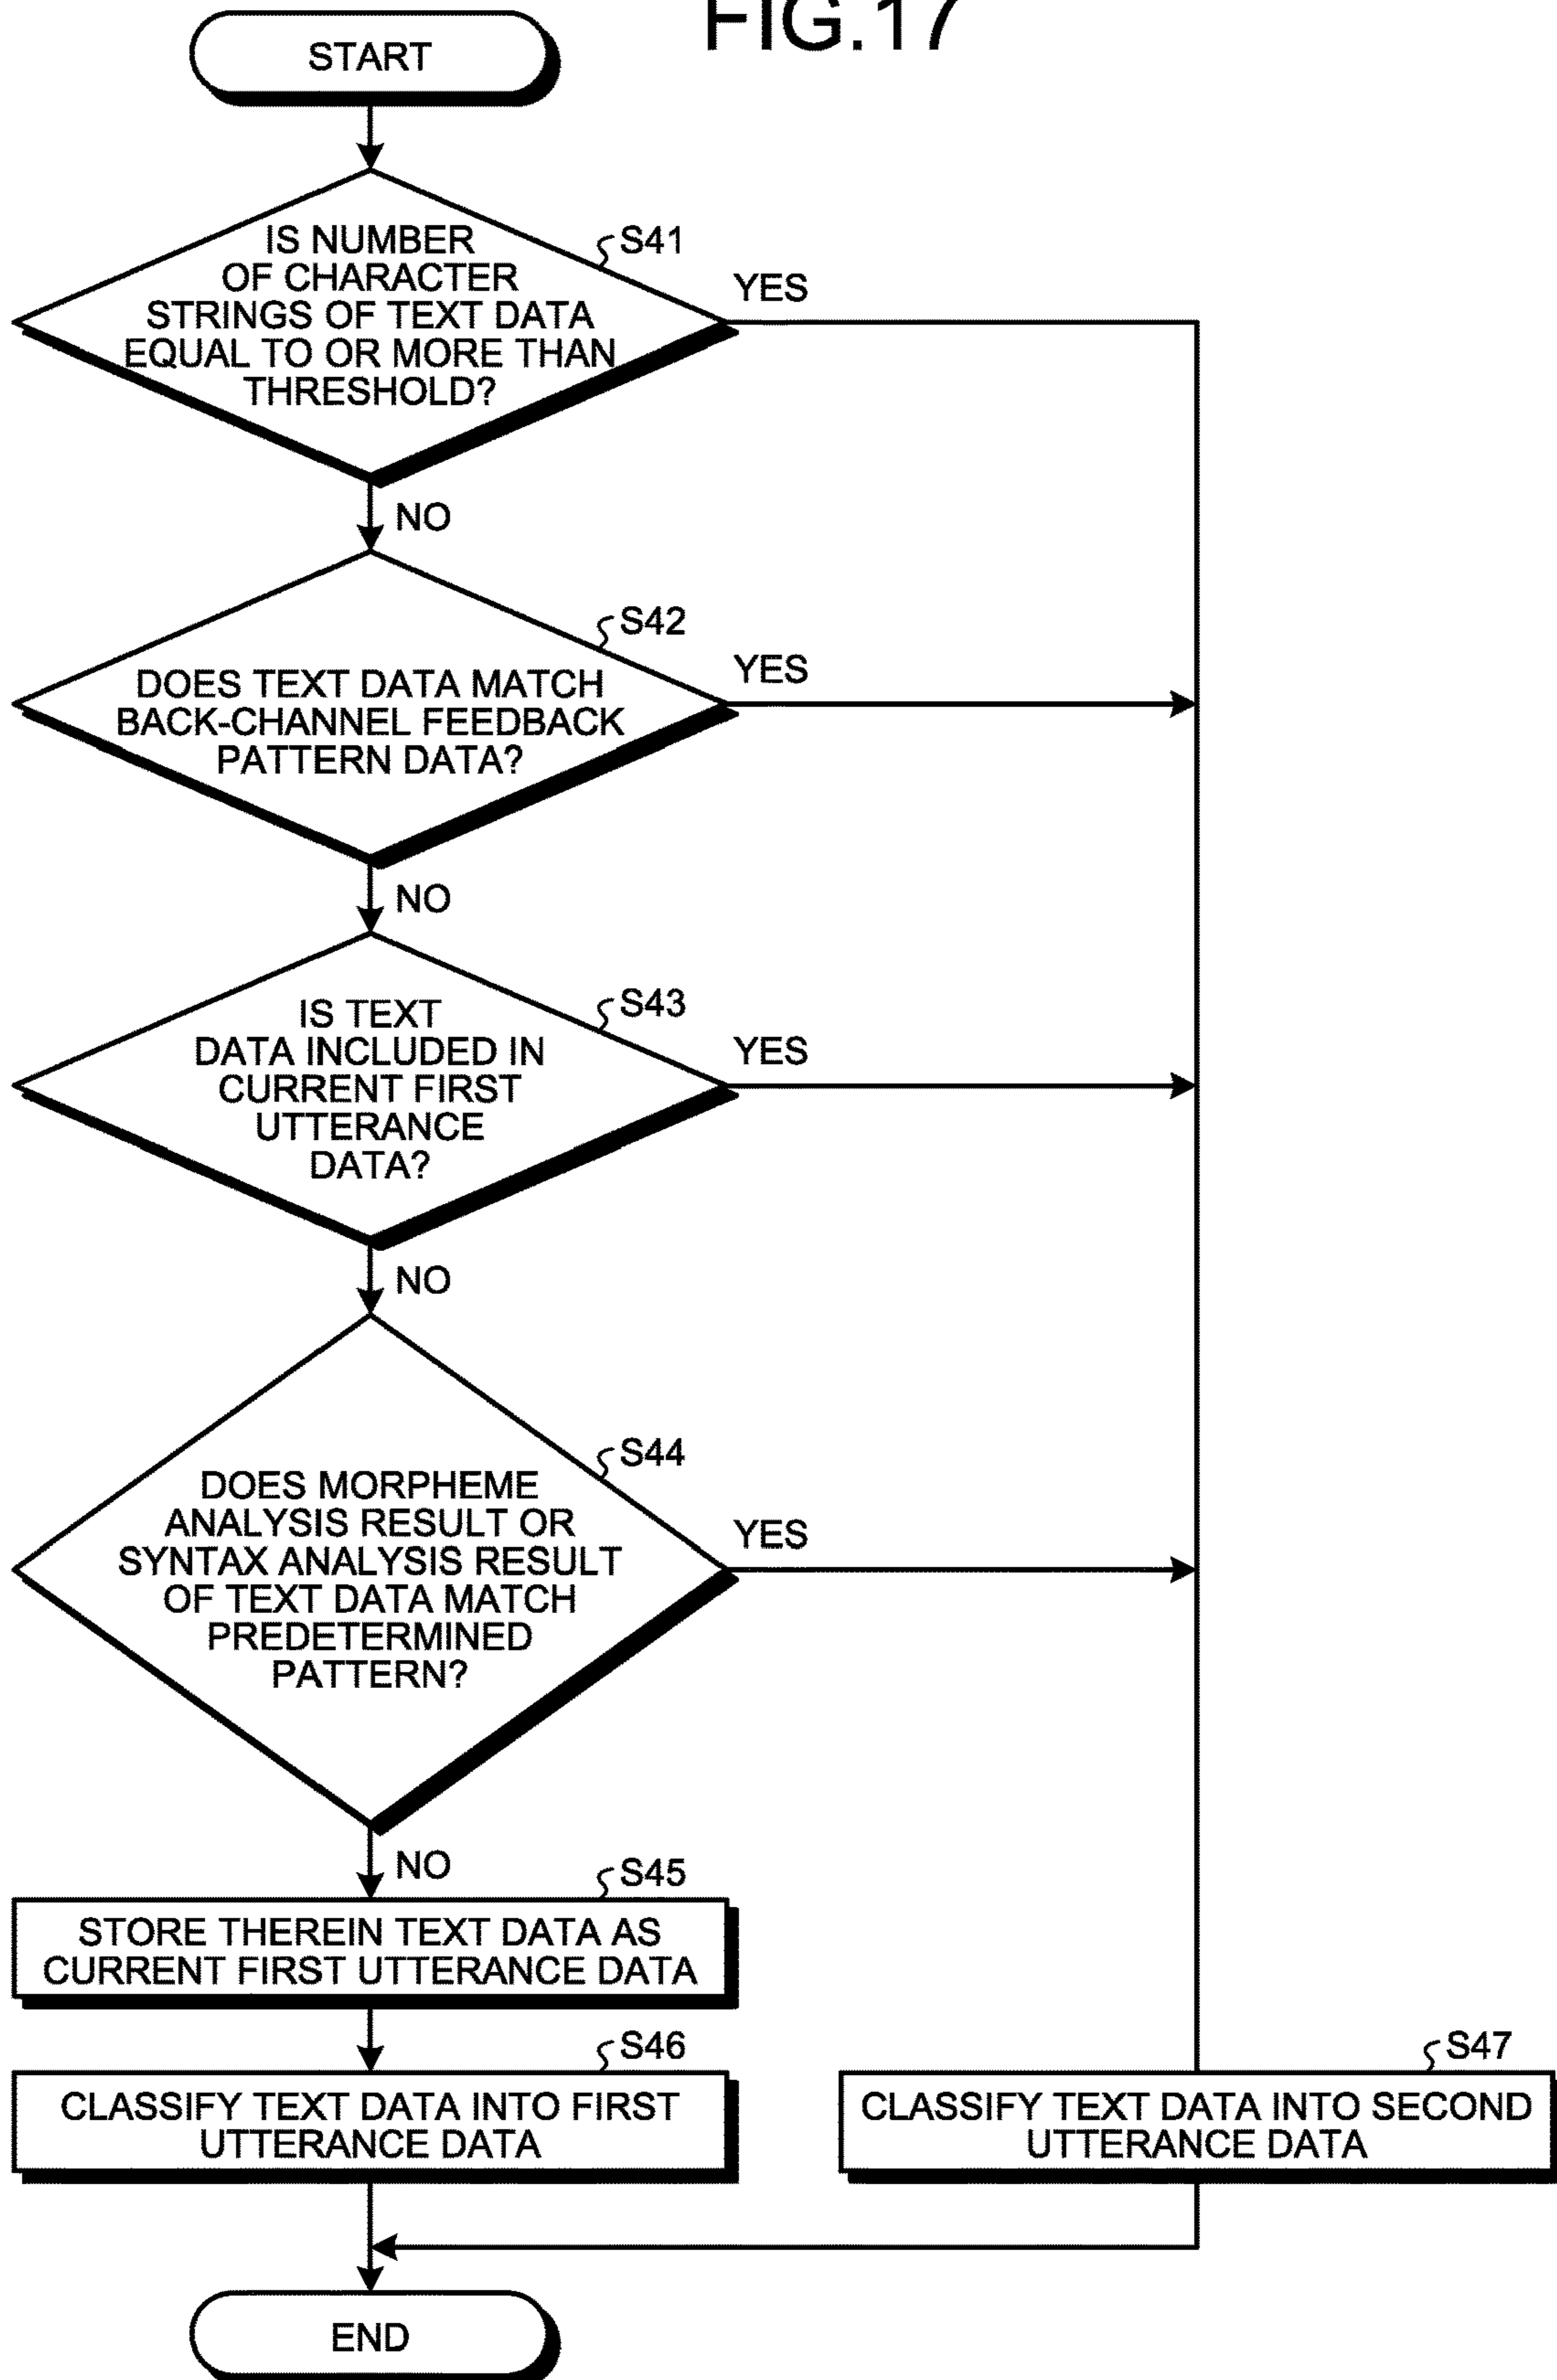 FIG.17
START
IS NUMBER
OF CHARACTER
STRINGS OF TEXT DATA
EQUAL TO OR MORE THAN
THRESHOLD?
S41
YES
NO
DOES TEXT DATA MATCH
BACK-CHANNEL FEEDBACK
PATTERN DATA?
S42
YES
NO
IS TEXT
DATA INCLUDED IN
CURRENT FIRST
UTTERANCE
DATA?
S43
YES
NO
DOES MORPHEME
ANALYSIS RESULT OR
SYNTAX ANALYSIS RESULT
OF TEXT DATA MATCH
PREDETERMINED
PATTERN?
S44
YES
NO
S45
STORE THEREIN TEXT DATA AS
CURRENT FIRST UTTERANCE DATA
S46
CLASSIFY TEXT DATA INTO FIRST
UTTERANCE DATA
S47
CLASSIFY TEXT DATA INTO SECOND
UTTERANCE DATA
END